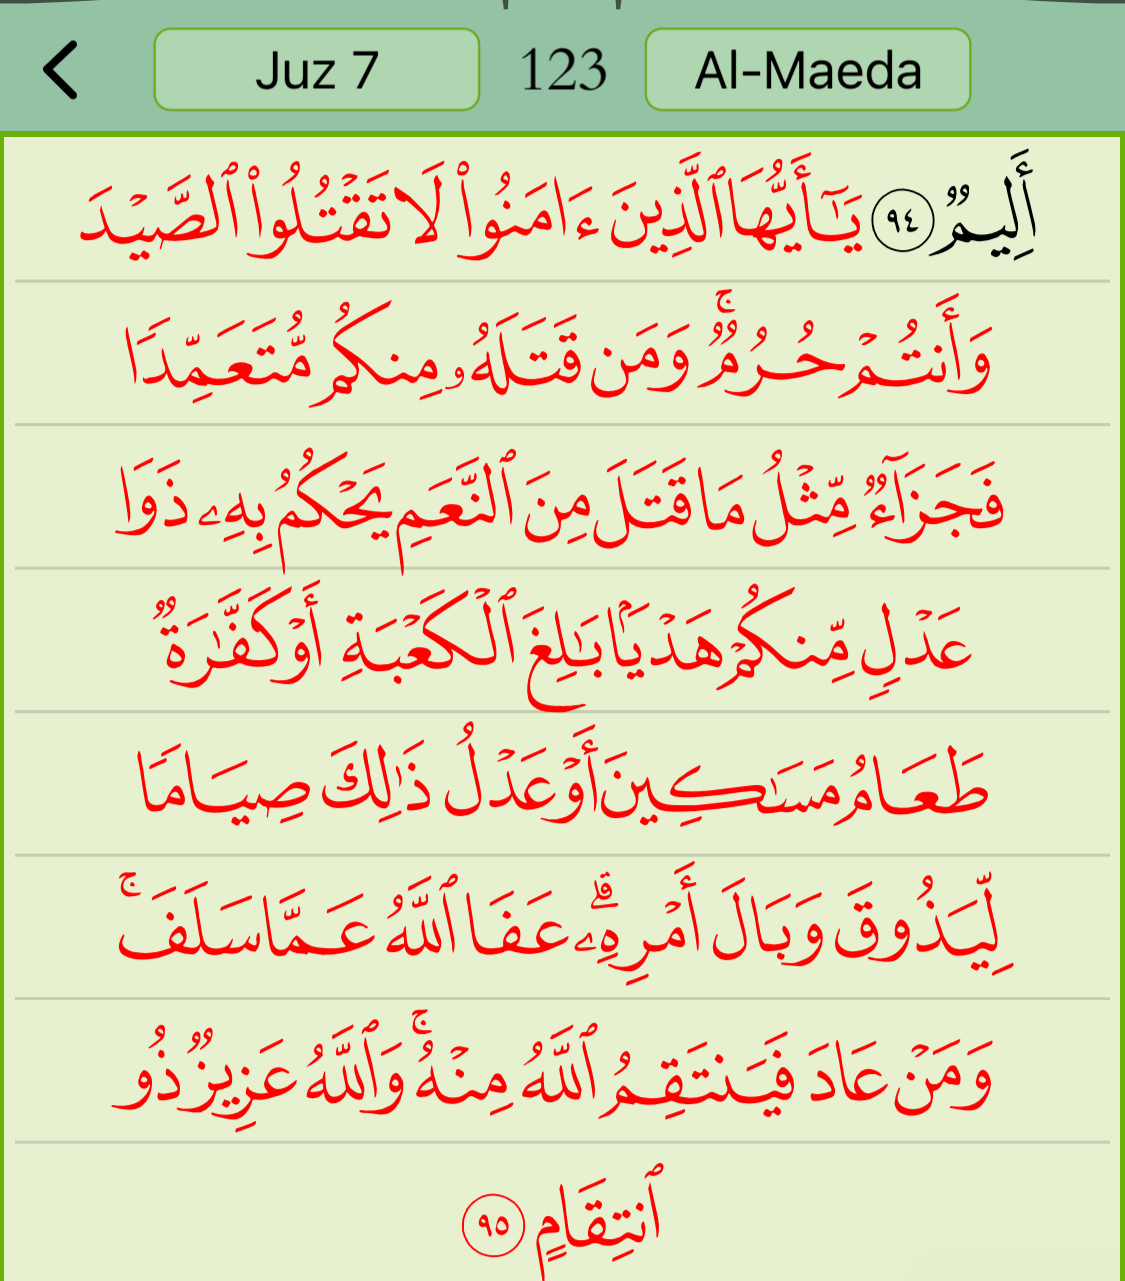 Juz 7 123 Al-Maeda
أَلِيمٌ ٩٤ يَٰٓأَيُّهَا ٱلَّذِينَ ءَامَنُوا۟ لَا تَقْتُلُوا۟ ٱلصَّيْدَ
وَأَنتُمْ حُرُمٌ ۚ وَمَن قَتَلَهُۥ مِنكُم مُّتَعَمِّدًا
فَجَزَآءٌ مِّثْلُ مَا قَتَلَ مِنَ ٱلنَّعَمِ يَحْكُمُ بِهِۦ ذَوَا
عَدْلٍ مِّنكُمْ هَدْيًۢا بَٰلِغَ ٱلْكَعْبَةِ أَوْ كَفَّٰرَةٌ
طَعَامُ مَسَٰكِينَ أَوْ عَدْلُ ذَٰلِكَ صِيَامًا
لِّيَذُوقَ وَبَالَ أَمْرِهِۦ ۗ عَفَا ٱللَّهُ عَمَّا سَلَفَ ۚ
وَمَنْ عَادَ فَيَنتَقِمُ ٱللَّهُ مِنْهُ ۚ وَٱللَّهُ عَزِيزٌ ذُو
ٱنتِقَامٍ ٩٥